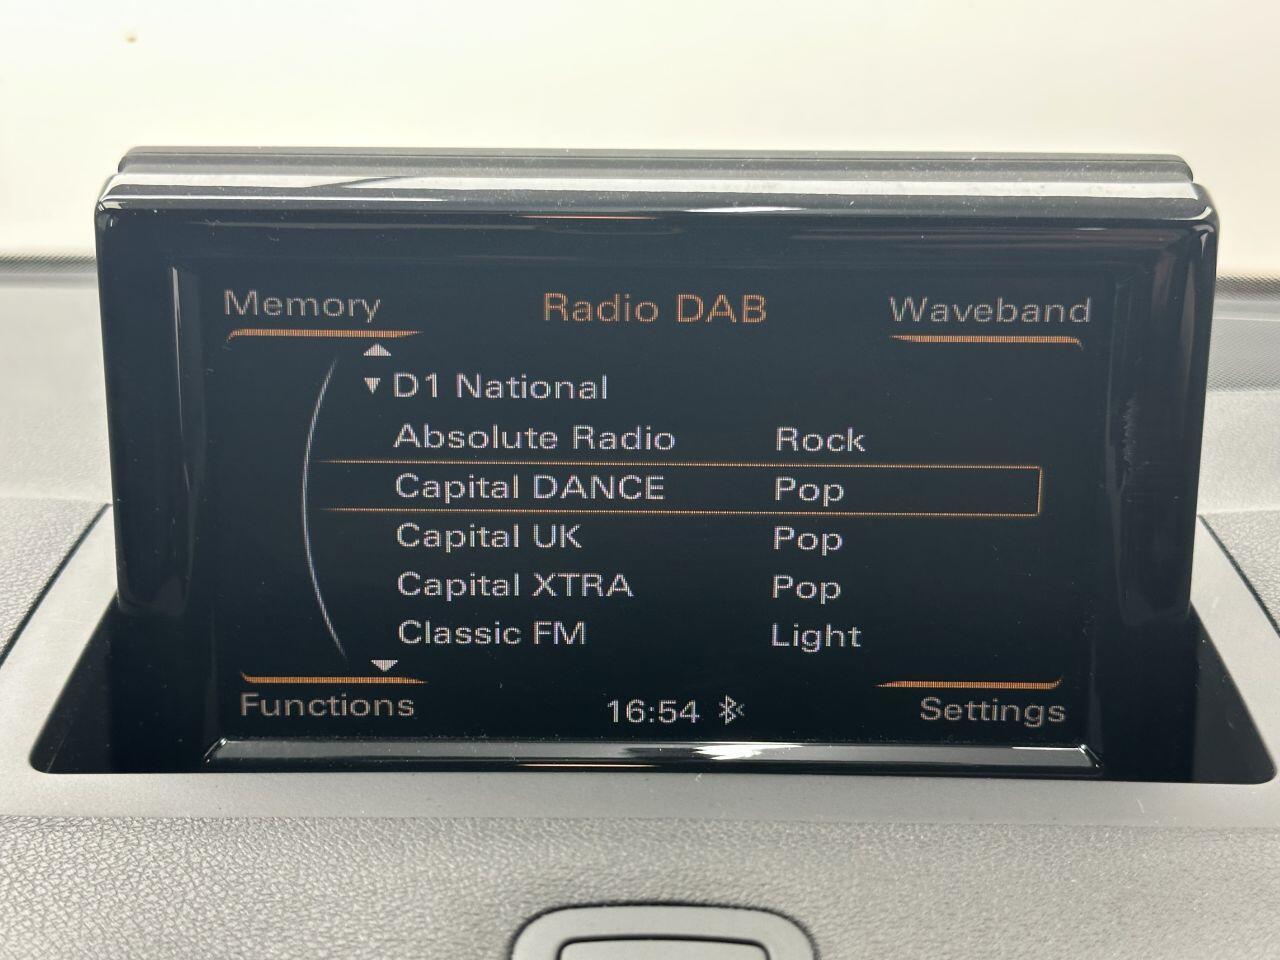 Memory Radio DAB Waveband
D1 National
Absolute Radio Rock
Capital DANCE Pop
Capital UK Pop
Capital XTRA Pop
Classic FM Light
Functions 16:54 Settings